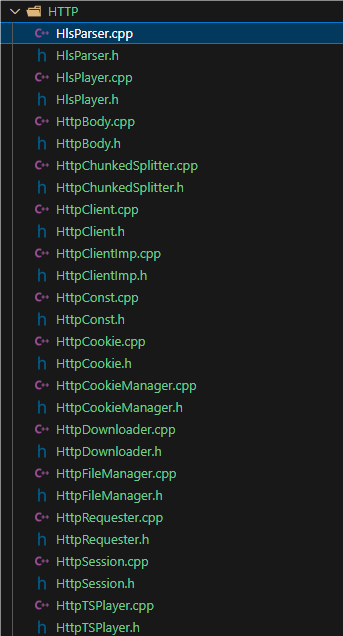 HTTP
HlsParser.cpp
HlsParser.h
HlsPlayer.cpp
HlsPlayer.h
HttpBody.cpp
HttpBody.h
HttpChunkedSplitter.cpp
HttpChunkedSplitter.h
HttpClient.cpp
HttpClient.h
HttpClientImp.cpp
HttpClientImp.h
HttpConst.cpp
HttpConst.h
HttpCookie.cpp
HttpCookie.h
HttpCookieManager.cpp
HttpCookieManager.h
HttpDownloader.cpp
HttpDownloader.h
HttpFileManager.cpp
HttpFileManager.h
HttpRequester.cpp
HttpRequester.h
HttpSession.cpp
HttpSession.h
HttpTSPlayer.cpp
HttpTSPlayer.h